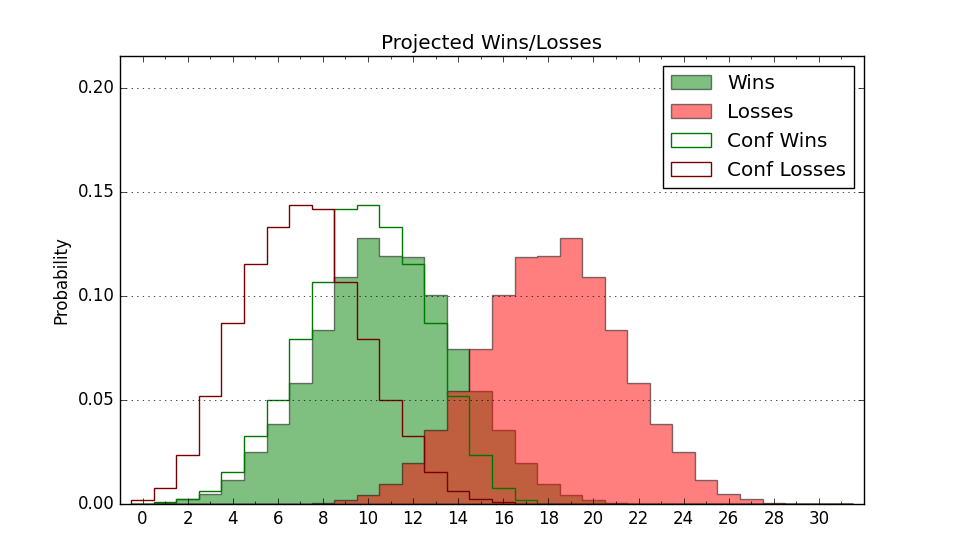 Projected Wins/Losses
Wins
Losses
Conf Wins
Conf Losses
Probability
0.20
0.15
0.10
0.05
0.00
0 2 4 6 8 10 12 14 16 18 20 22 24 26 28 30